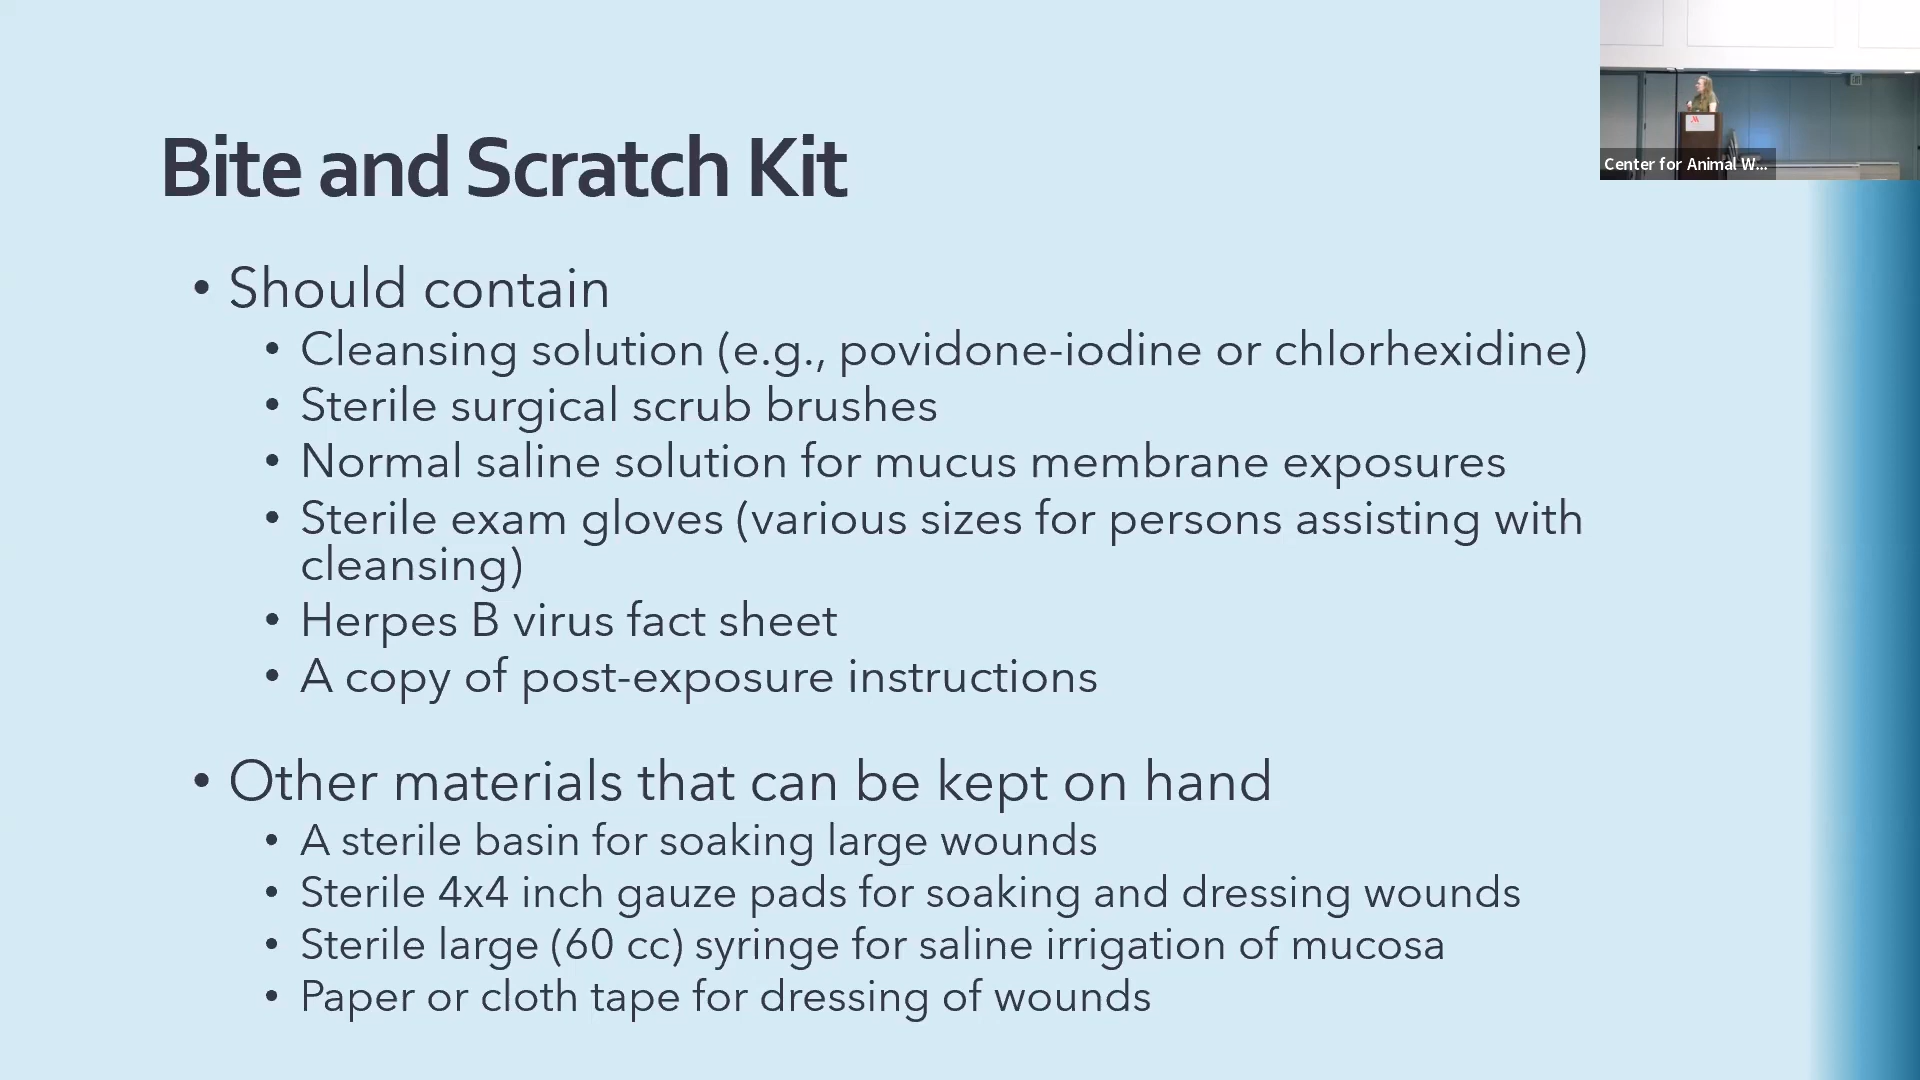 Bite and Scratch Kit
• Should contain
• Cleansing solution (e.g., povidone-iodine or chlorhexidine)
• Sterile surgical scrub brushes
• Normal saline solution for mucus membrane exposures
• Sterile exam gloves (various sizes for persons assisting with
cleansing)
• Herpes B virus fact sheet
• A copy of post-exposure instructions
• Other materials that can be kept on hand
• A sterile basin for soaking large wounds
• Sterile 4x4 inch gauze pads for soaking and dressing wounds
• Sterile large (60 cc) syringe for saline irrigation of mucosa
• Paper or cloth tape for dressing of wounds
Center for Animal W...